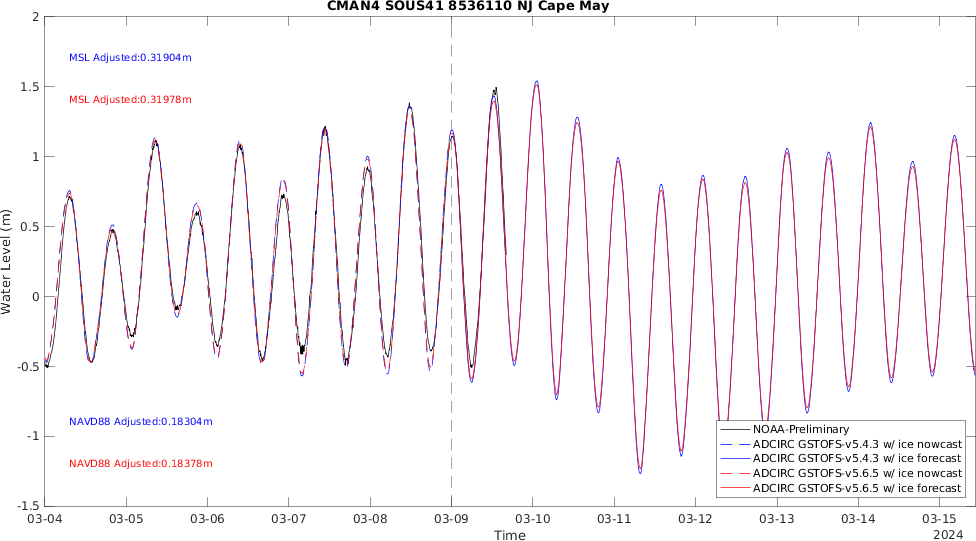 CMAN4 SOUS41 8536110 NJ Cape May
2
1.5
1
0.5
0
-0.5
-1
-1.5
Water Level (m)
MSL Adjusted:0.31904m
MSL Adjusted:0.31978m
NAVD88 Adjusted:0.18304m
NAVD88 Adjusted:0.18378m
NOAA-Preliminary
ADCIRC GSTOFS-v5.4.3 w/ ice nowcast
ADCIRC GSTOFS-v5.4.3 w/ ice forecast
ADCIRC GSTOFS-v5.6.5 w/ ice nowcast
ADCIRC GSTOFS-v5.6.5 w/ ice forecast
03-04 03-05 03-06 03-07 03-08 03-09 03-10 03-11 03-12 03-13 03-14 03-15
Time
2024